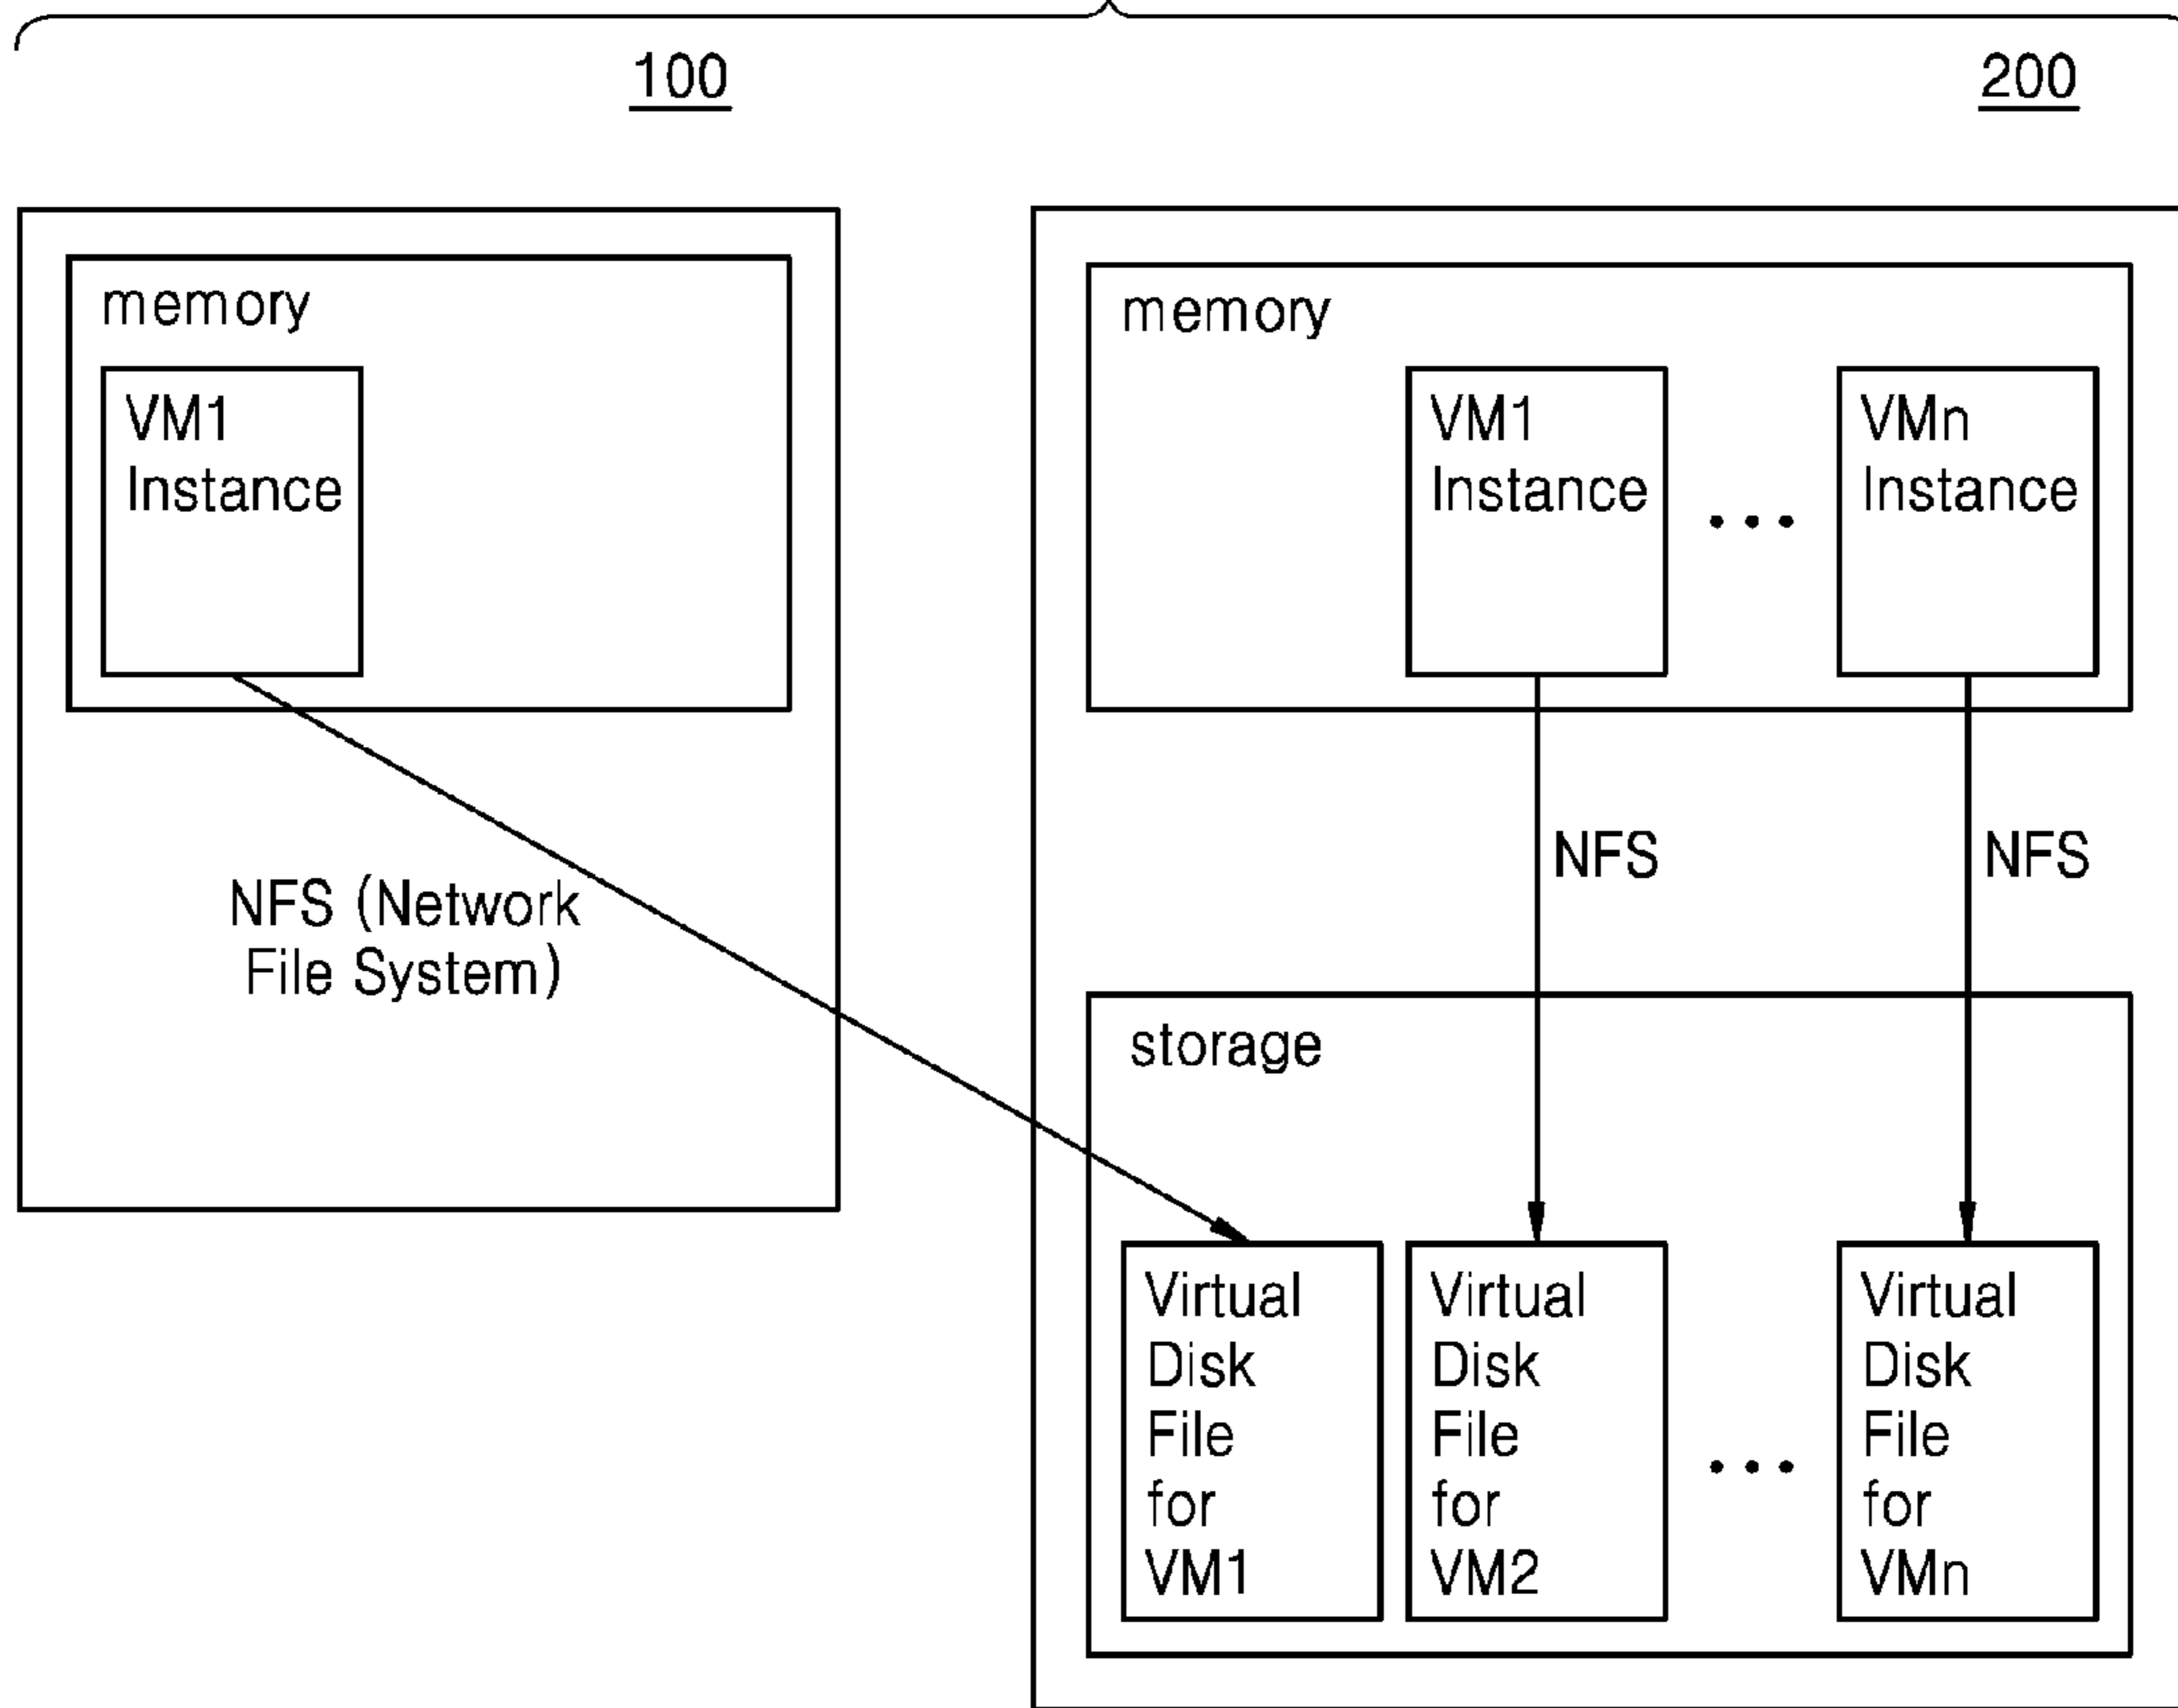 100
200
memory
VM1
Instance
NFS (Network
File System)
memory
VM1
Instance
...
VMn
Instance
NFS
NFS
storage
Virtual
Disk
File
for
VM1
Virtual
Disk
File
for
VM2
...
Virtual
Disk
File
for
VMn